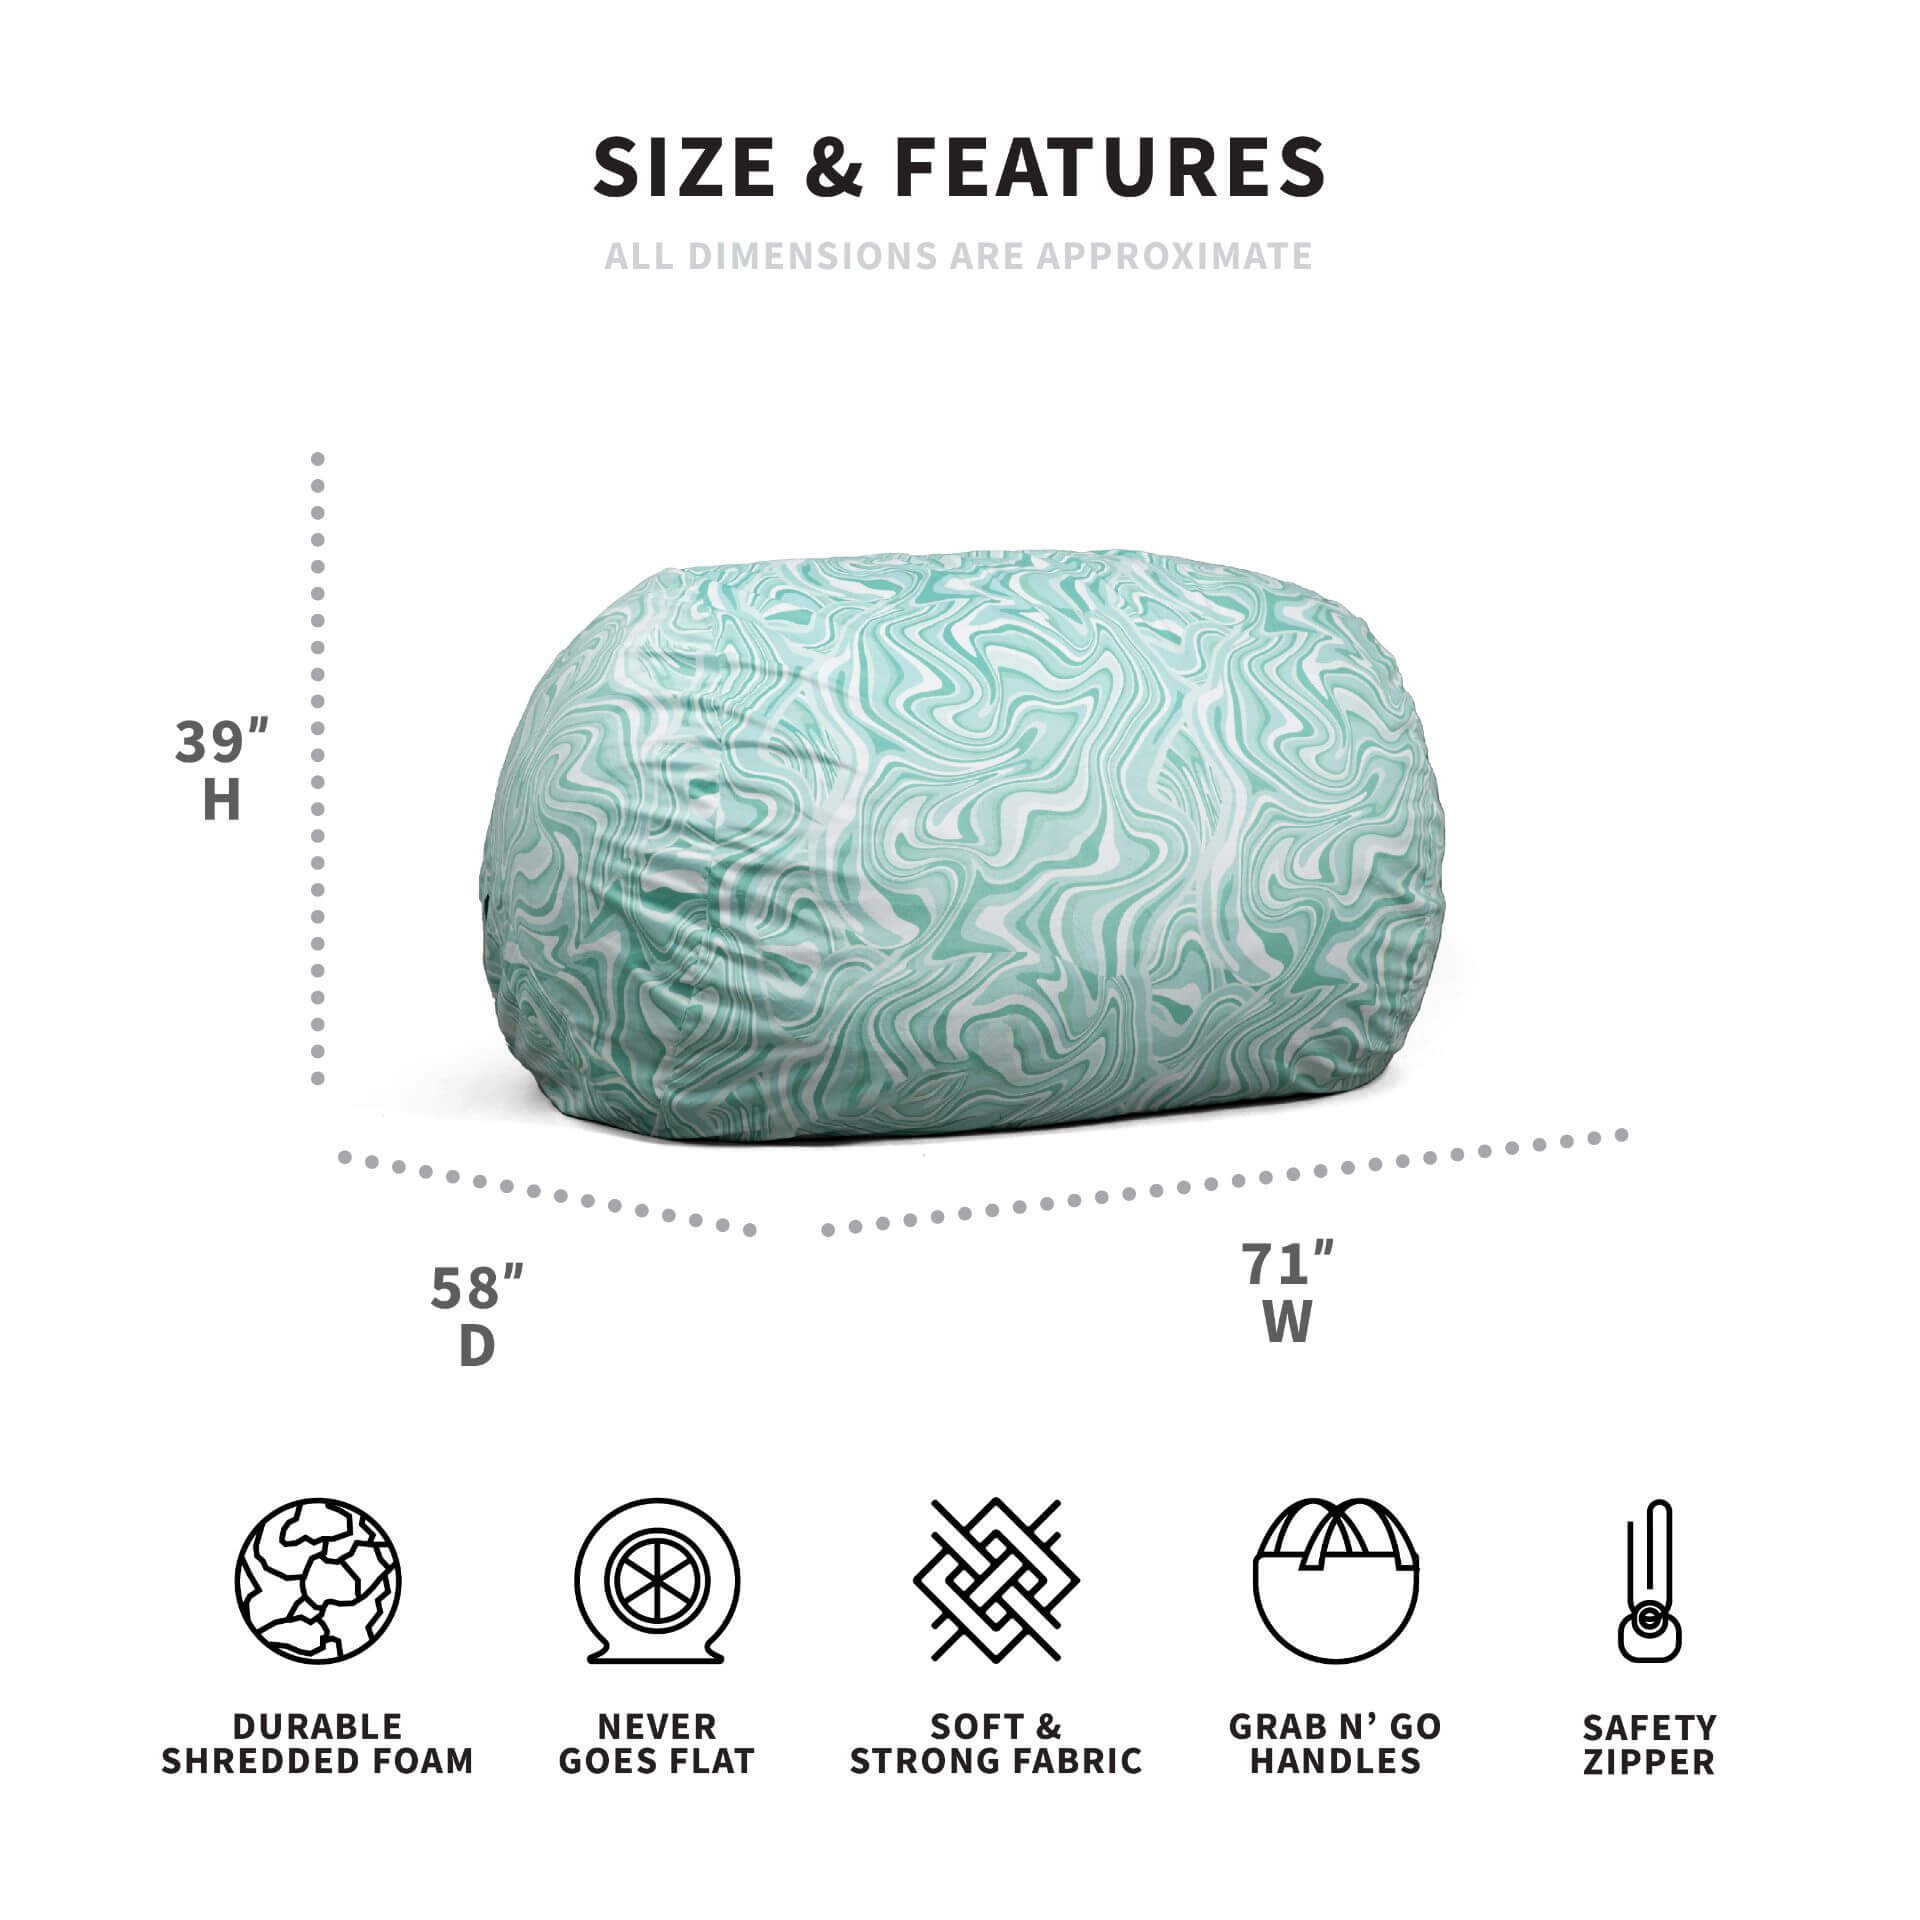 SIZE & FEATURES
ALL DIMENSIONS ARE APPROXIMATE
39"
H
58"
D
71"
W
DURABLE
SHREDDED FOAM
NEVER
GOES FLAT
SOFT &
STRONG FABRIC
GRAB N’ GO
HANDLES
SAFETY
ZIPPER